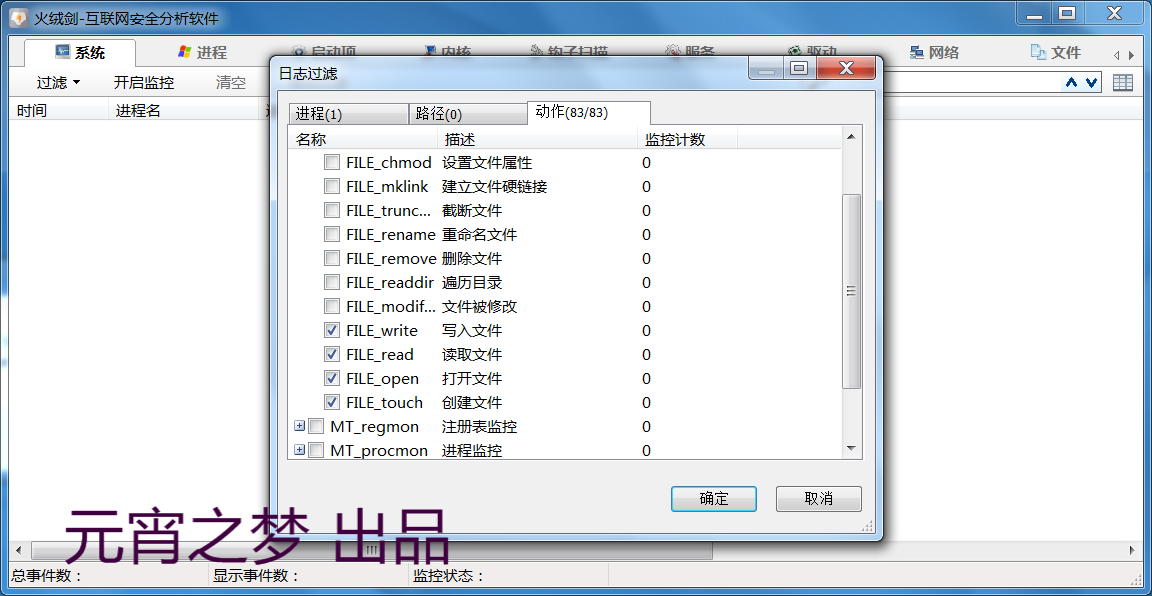 火绒剑-互联网安全分析软件
系统 进程 启动项 内核 钩子扫描 服务 驱动 网络 文件
过滤 开启监控 清空
时间 进程名
日志过滤
进程(1) 路径(0) 动作(83/83)
名称 描述 监控计数
FILE_chmod 设置文件属性 0
FILE_mklink 建立文件硬链接 0
FILE_trunc... 截断文件 0
FILE_rename 重命名文件 0
FILE_remove 删除文件 0
FILE_readdir 遍历目录 0
FILE_modif... 文件被修改 0
FILE_write 写入文件 0
FILE_read 读取文件 0
FILE_open 打开文件 0
FILE_touch 创建文件 0
MT_regmon 注册表监控 0
MT_procmon 进程监控 0
确定 取消
元宵之梦 出品
总事件数： 显示事件数： 监控状态：